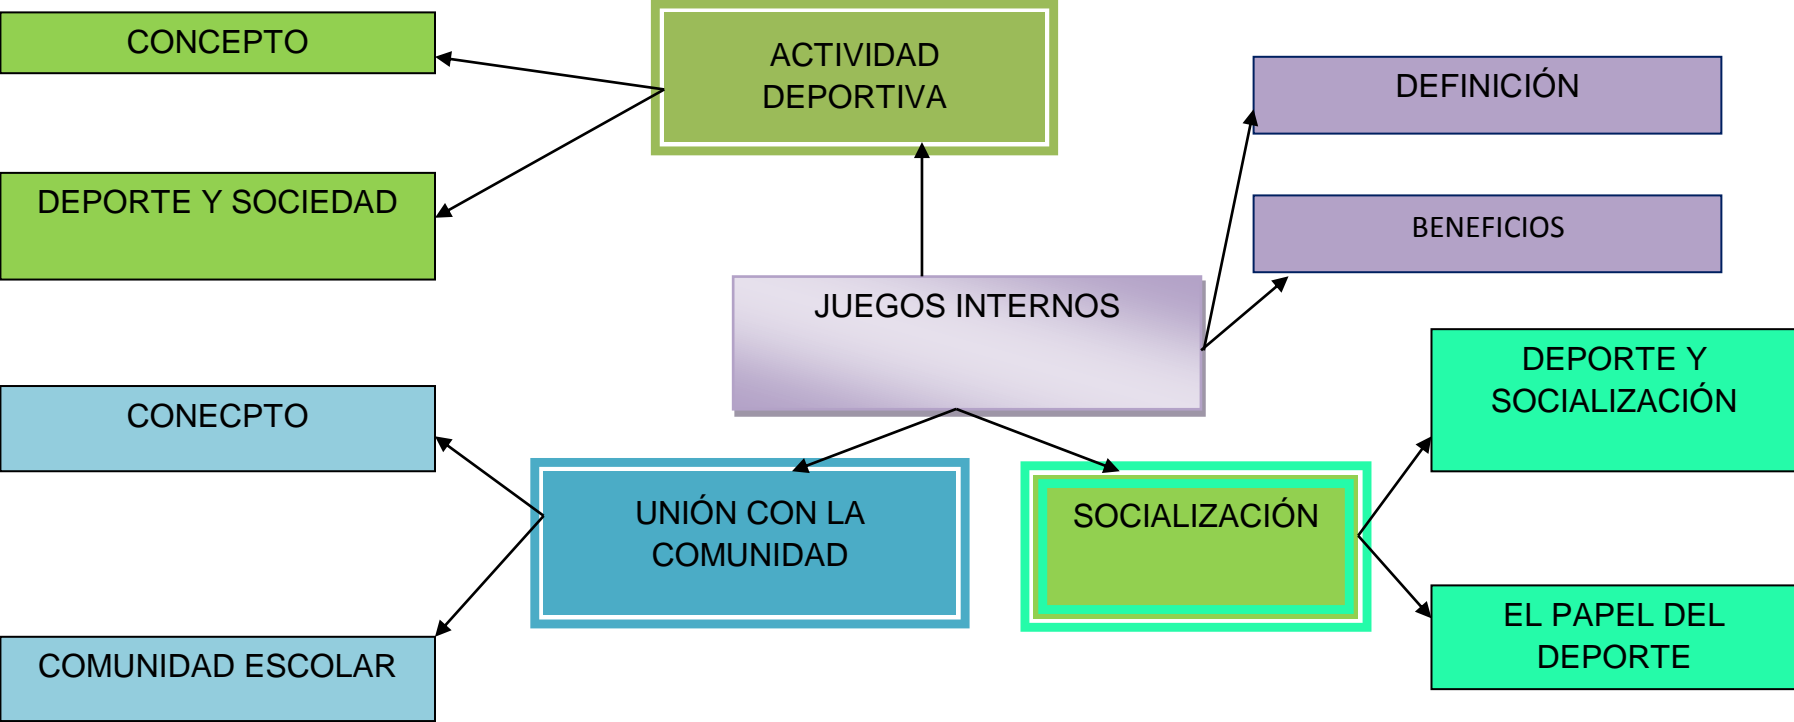 CONCEPTO
ACTIVIDAD
DEPORTIVA
DEFINICIÓN
DEPORTE Y SOCIEDAD
BENEFICIOS
JUEGOS INTERNOS
DEPORTE Y
SOCIALIZACIÓN
CONECPTO
UNIÓN CON LA
COMUNIDAD
SOCIALIZACIÓN
EL PAPEL DEL
DEPORTE
COMUNIDAD ESCOLAR